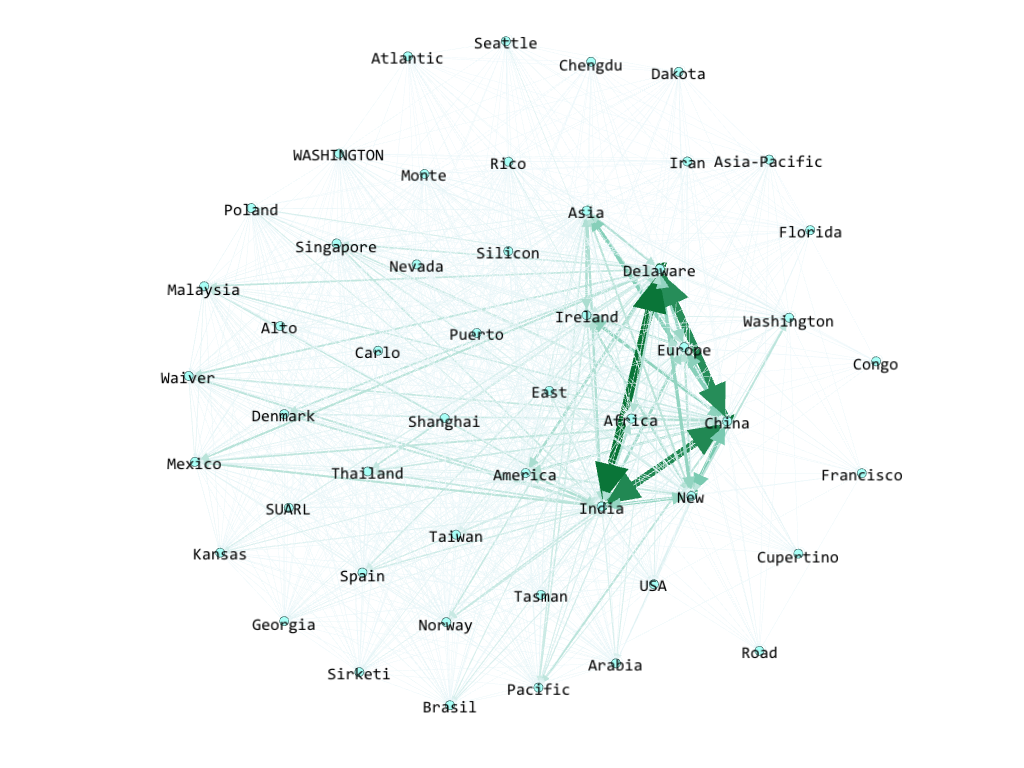 Seattle
Atlantic
Chengdu
Dakota
WASHINGTON
Rico
Iran
Asia-Pacific
Monte
Poland
Asia
Florida
Singapore
Silicon
Nevada
Delaware
Malaysia
Ireland
Washington
Alto
Puerto
Europe
Carlo
Congo
Waiver
East
Denmark
Shanghai
Africa
China
Mexico
Thailand
America
Francisco
New
SUARL
India
Taiwan
Kansas
Cupertino
Spain
USA
Tasman
Georgia
Norway
Road
Arabia
Sirketi
Pacific
Brasil